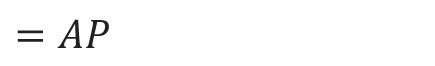 = AP